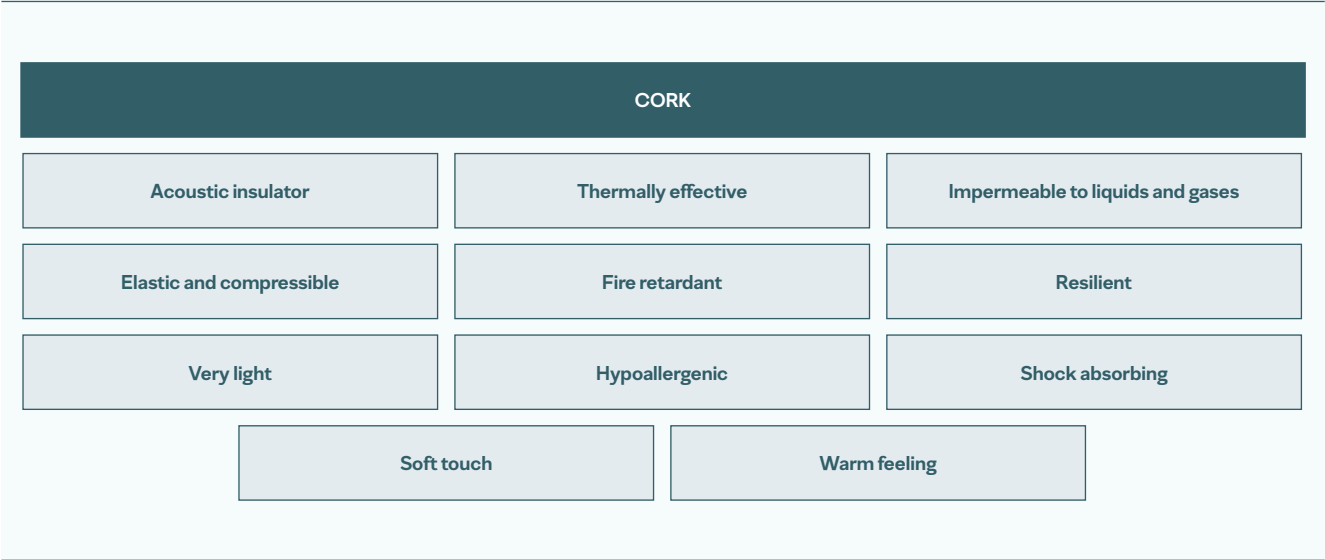 CORK
Acoustic insulator
Thermally effective
Impermeable to liquids and gases
Elastic and compressible
Fire retardant
Resilient
Very light
Hypoallergenic
Shock absorbing
Soft touch
Warm feeling